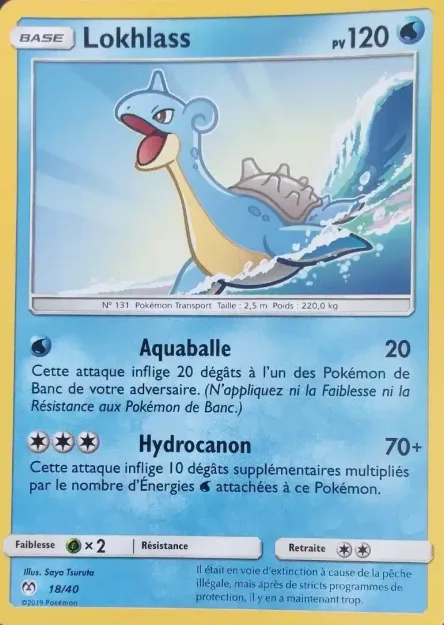 BASE Lokhlass PV120
N° 131 Pokémon Transport Taille : 2,5 m Poids : 220,0 kg
Aquaballe 20
Cette attaque inflige 20 dégâts à l'un des Pokémon de
Banc de votre adversaire. (N'appliquez ni la Faiblesse ni la
Résistance aux Pokémon de Banc.)
Hydrocanon 70+
Cette attaque inflige 10 dégâts supplémentaires multipliés
par le nombre d'Énergies attachées à ce Pokémon.
Faiblesse ×2 Résistance Retraite
Illus. Saya Tsuruta
18/40
©2019 Pokémon
Il était en voie d'extinction à cause de la pêche
illégale, mais après de stricts programmes de
protection, il y en a maintenant trop.